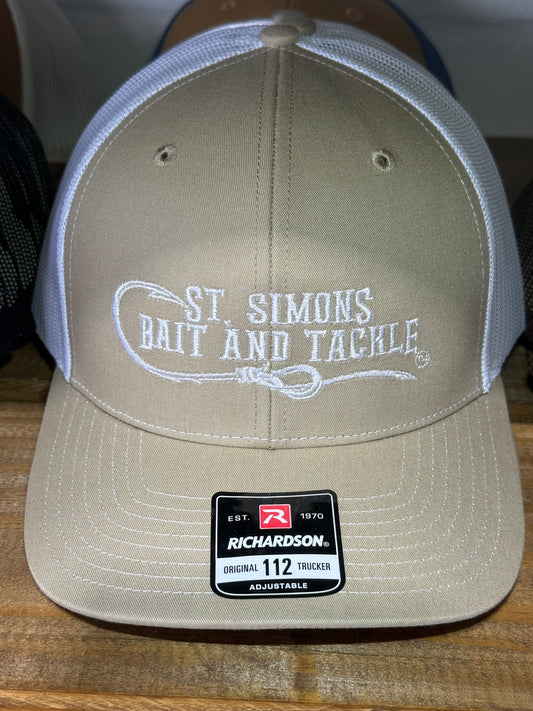 ST. SIMONS
BAIT AND TACKLE®
EST. R 1970
RICHARDSON®
ORIGINAL 112 TRUCKER
ADJUSTABLE